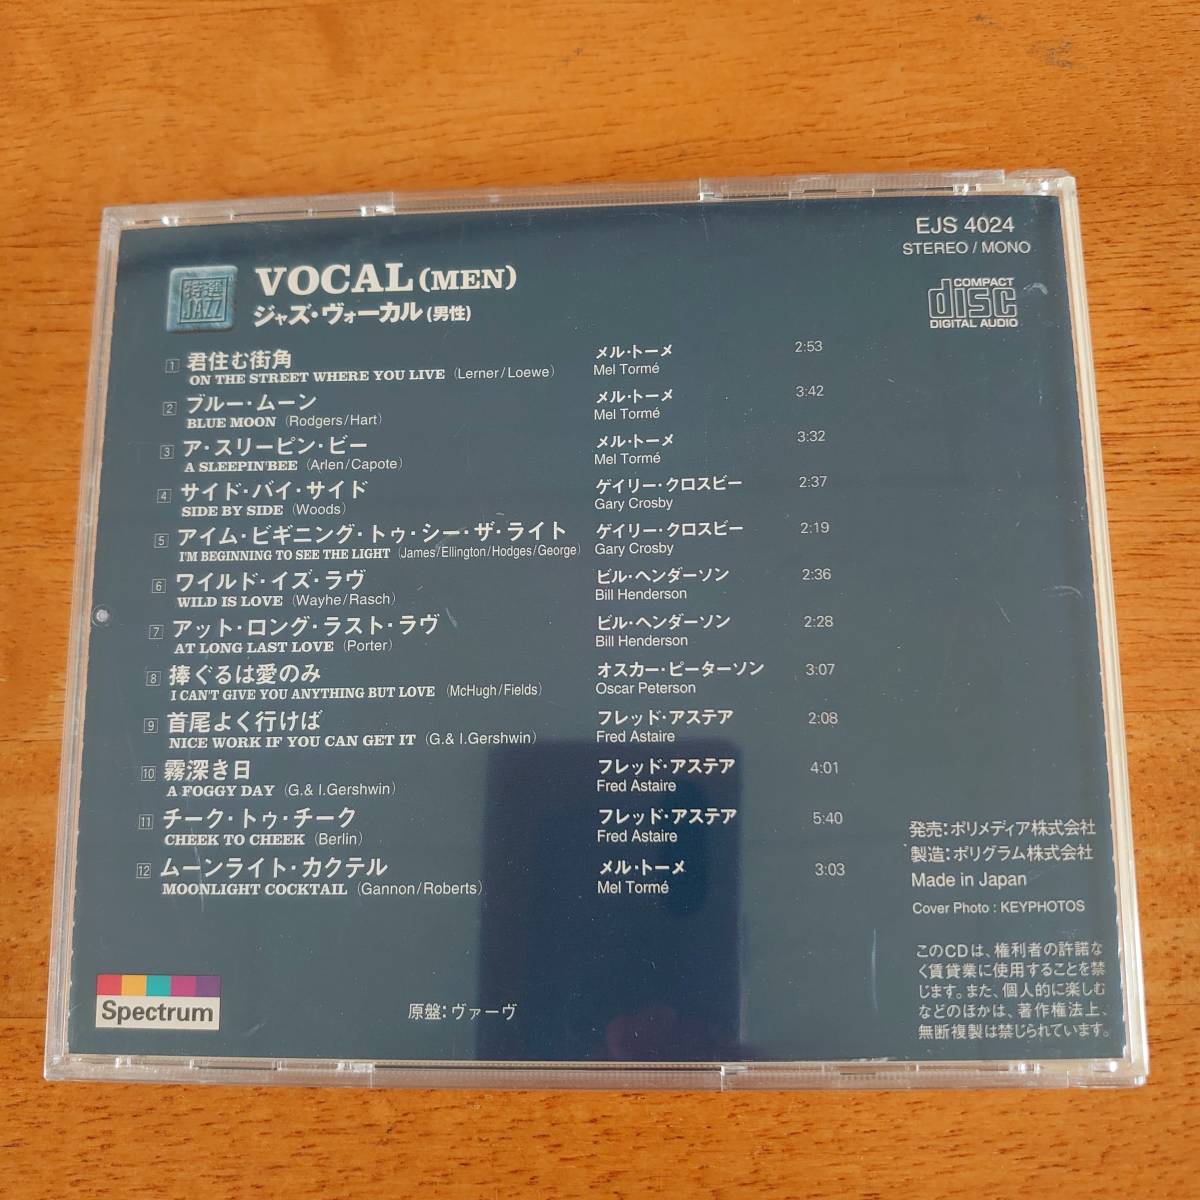 EJS 4024
STEREO / MONO
COMPACT
disc
DIGITAL AUDIO
特選
JAZZ
VOCAL (MEN)
ジャズ・ヴォーカル (男性)
1 君住む街角 メル・トーメ 2:53
ON THE STREET WHERE YOU LIVE (Lerner/Loewe) Mel Tormé
2 ブルー・ムーン メル・トーメ 3:42
BLUE MOON (Rodgers/Hart) Mel Tormé
3 ア・スリーピン・ビー メル・トーメ 3:32
A SLEEPIN'BEE (Arlen/Capote) Mel Tormé
4 サイド・バイ・サイド ゲイリー・クロスビー 2:37
SIDE BY SIDE (Woods) Gary Crosby
5 アイム・ビギニング・トゥ・シー・ザ・ライト ゲイリー・クロスビー 2:19
I'M BEGINNING TO SEE THE LIGHT (James/Ellington/Hodges/George) Gary Crosby
6 ワイルド・イズ・ラヴ ビル・ヘンダーソン 2:36
WILD IS LOVE (Wayhe/Rasch) Bill Henderson
7 アット・ロング・ラスト・ラヴ ビル・ヘンダーソン 2:28
AT LONG LAST LOVE (Porter) Bill Henderson
8 捧ぐるは愛のみ オスカー・ピーターソン 3:07
I CAN'T GIVE YOU ANYTHING BUT LOVE (McHugh/Fields) Oscar Peterson
9 首尾よく行けば フレッド・アステア 2:08
NICE WORK IF YOU CAN GET IT (G.& I.Gershwin) Fred Astaire
10 霧深き日 フレッド・アステア 4:01
A FOGGY DAY (G.& I.Gershwin) Fred Astaire
11 チーク・トゥ・チーク フレッド・アステア 5:40
CHEEK TO CHEEK (Berlin) Fred Astaire
12 ムーンライト・カクテル メル・トーメ 3:03
MOONLIGHT COCKTAIL (Gannon/Roberts) Mel Tormé
発売：ポリメディア株式会社
製造：ポリグラム株式会社
Made in Japan
Cover Photo : KEYPHOTOS
このCDは、権利者の許諾な
く賃貸業に使用することを禁
じます。また、個人的に楽しむ
などのほかは、著作権法上、
無断複製は禁じられています。
Spectrum
原盤：ヴァーヴ